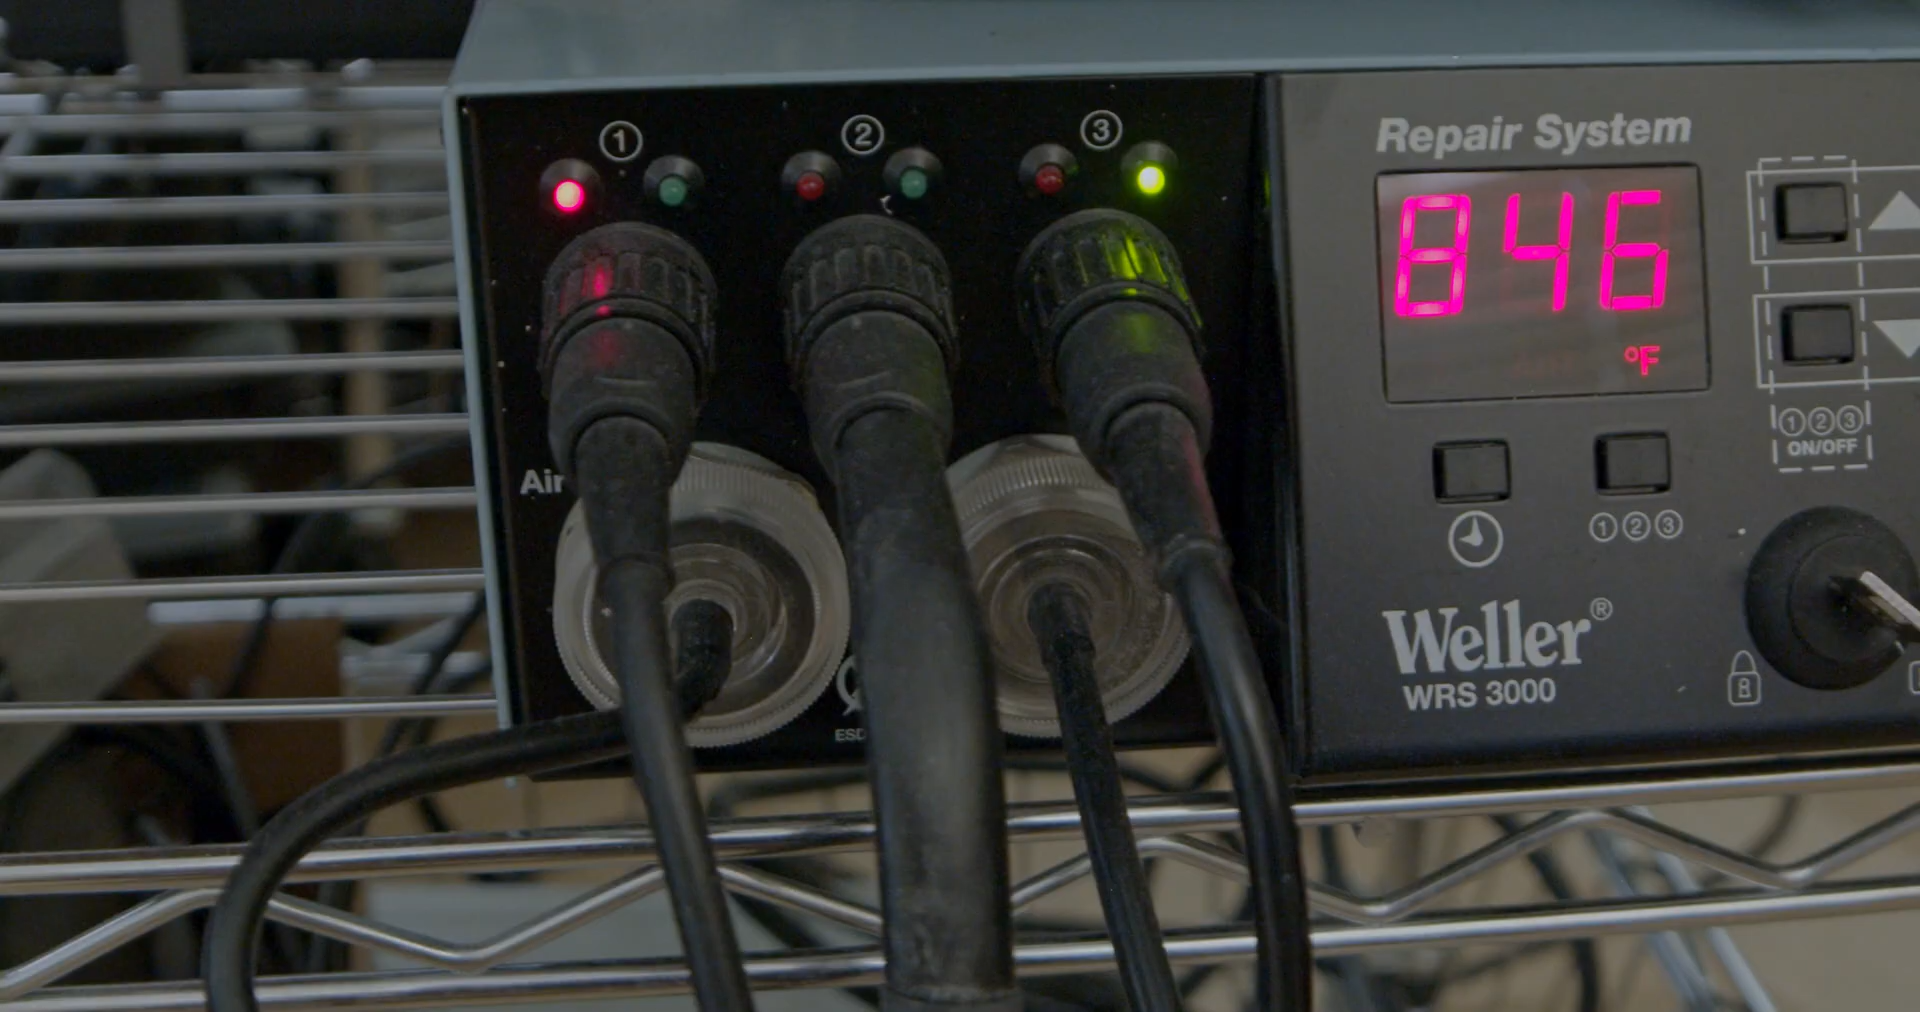 ① ② ③
Repair System
846
°F
①②③
ON/OFF
Air
①②③
Weller®
WRS 3000
ESD